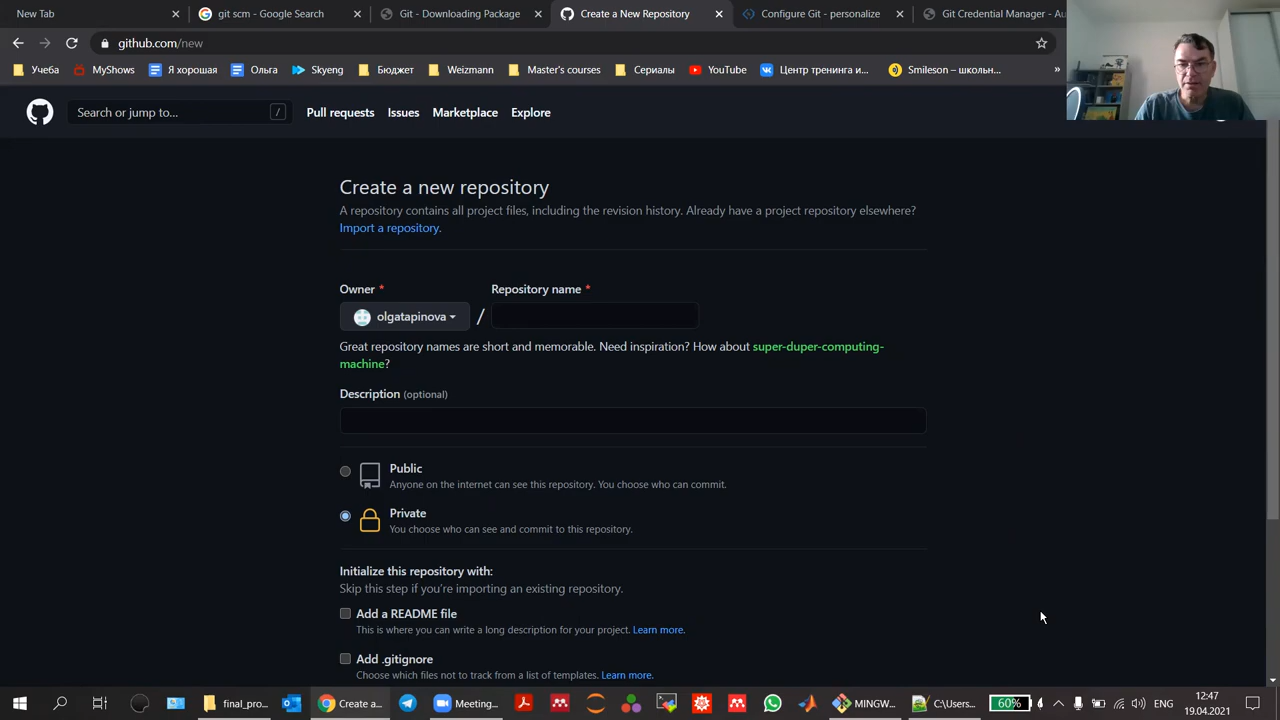 New Tab
git scm - Google Search
Git - Downloading Package
Create a New Repository
Configure Git - personalize
Git Credential Manager - Au
github.com/new
Учеба
MyShows
Я хорошая
Ольга
Skyeng
Бюд
Weizmann
Master's courses
Сериалы
YouTube
Центр тренинга и...
Smileson — школьн...
»
Search or jump to...
/
Pull requests
Issues
Marketplace
Explore
Create a new repository
A repository contains all project files, including the revision history. Already have a project repository elsewhere?
Import a repository.
Owner *
Repository name *
olgatapinova
/
Great repository names are short and memorable. Need inspiration? How about super-duper-computing-
machine?
Description (optional)
Public
Anyone on the internet can see this repository. You choose who can commit.
Private
You choose who can see and commit to this repository.
Initialize this repository with:
Skip this step if you're importing an existing repository.
Add a README file
This is where you can write a long description for your project. Learn more.
Add .gitignore
Choose which files not to track from a list of templates. Learn more.
final_pro...
Create a...
Meeting...
MINGW...
C:\Users...
60%
ENG
12:47
19.04.2021